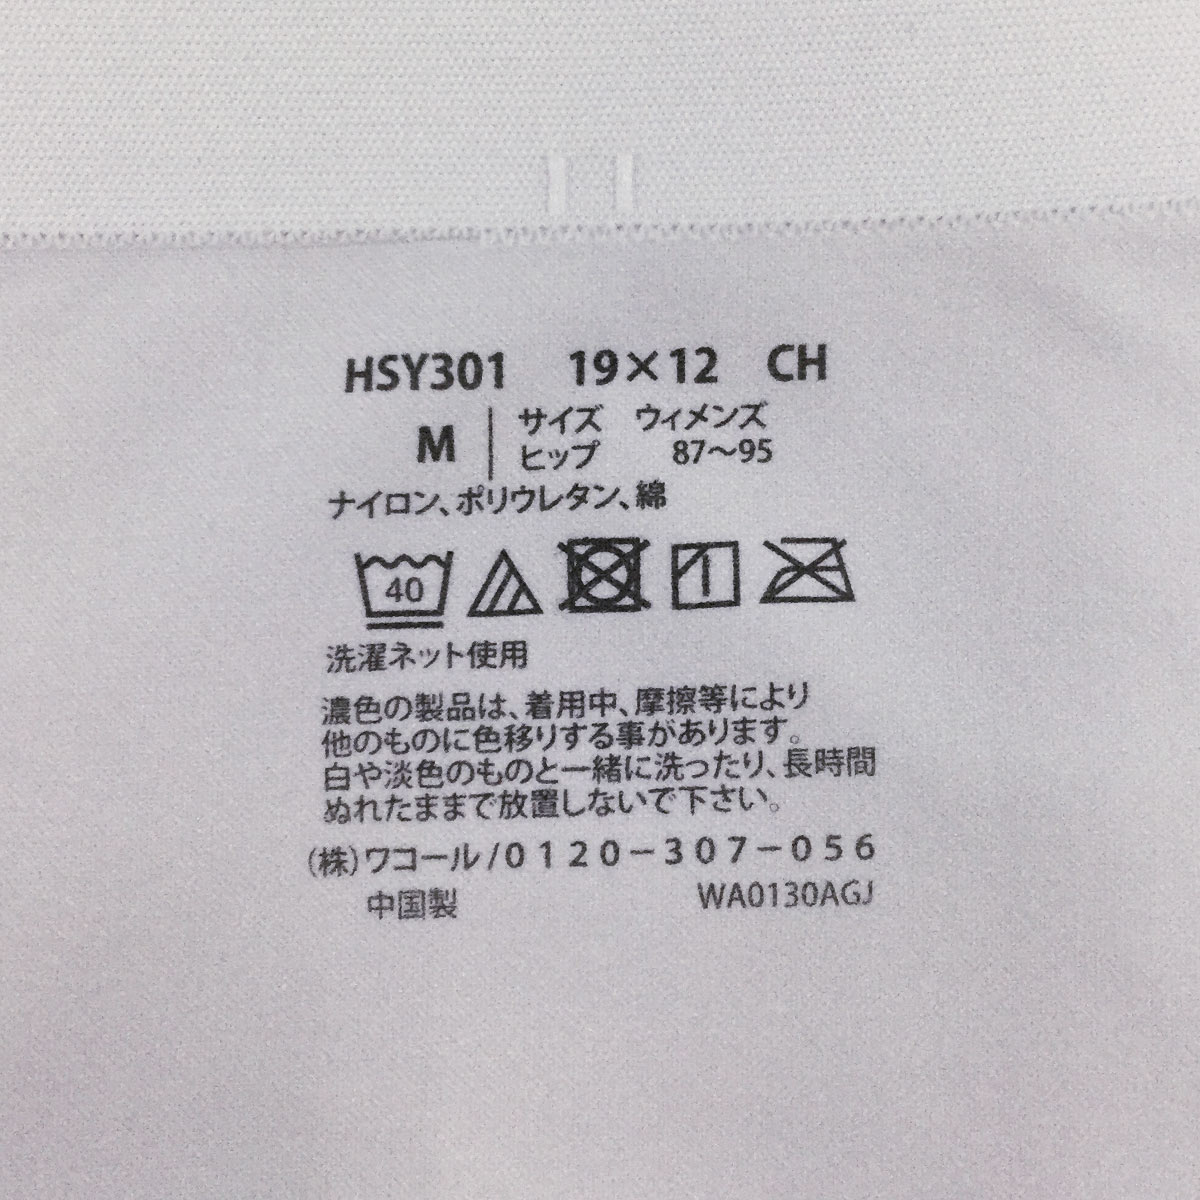 HSY301 19×12 CH
M サイズ ウィメンズ
ヒップ 87～95
ナイロン、ポリウレタン、綿
40
洗濯ネット使用
濃色の製品は、着用中、摩擦等により
他のものに色移りする事があります。
白や淡色のものと一緒に洗ったり、長時間
ぬれたままで放置しないで下さい。
(株)ワコール/0120-307-056
中国製 WA0130AGJ